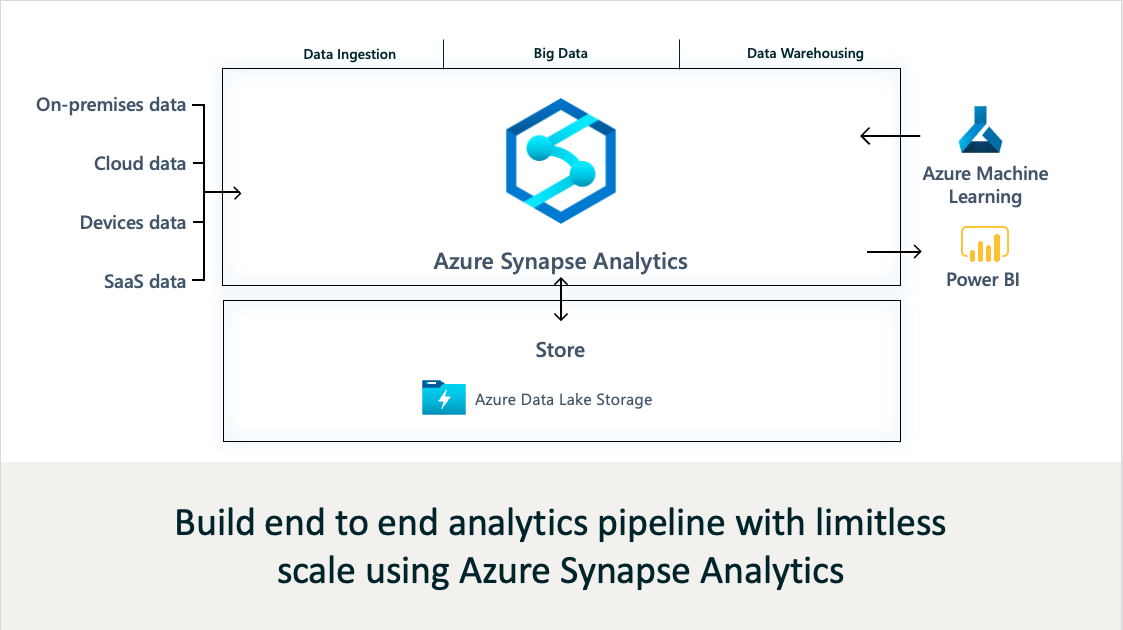 Data Ingestion
Big Data
Data Warehousing
On-premises data
Cloud data
Devices data
SaaS data
Azure Synapse Analytics
Azure Machine
Learning
Power BI
Store
Azure Data Lake Storage
Build end to end analytics pipeline with limitless
scale using Azure Synapse Analytics